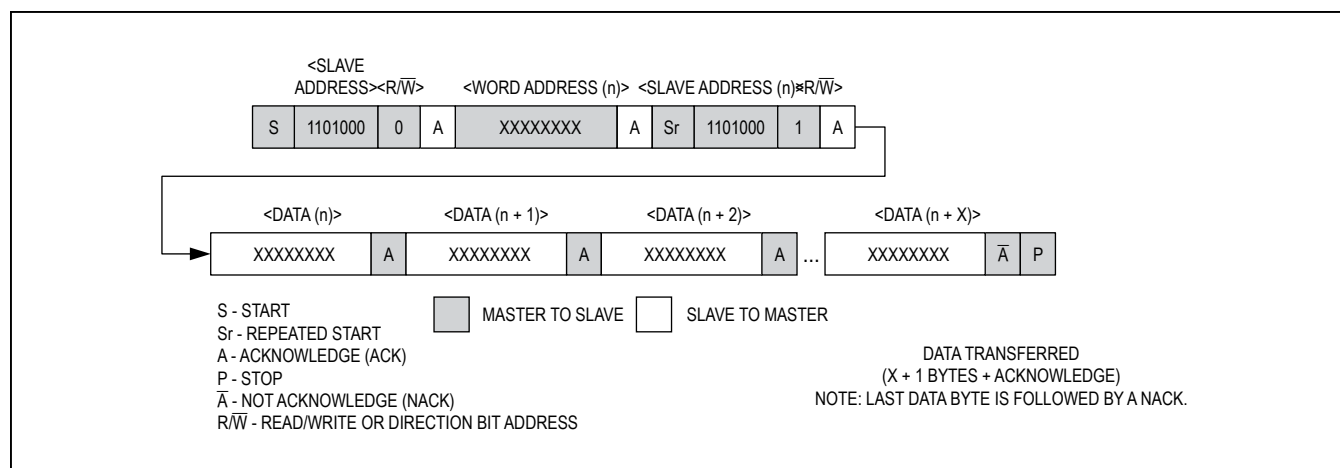 <SLAVE
ADDRESS><R/W̅> <WORD ADDRESS (n)> <SLAVE ADDRESS (n)><R/W̅>
S 1101000 0 A XXXXXXXX A Sr 1101000 1 A
<DATA (n)> <DATA (n + 1)> <DATA (n + 2)> <DATA (n + X)>
XXXXXXXX A XXXXXXXX A XXXXXXXX A ... XXXXXXXX A̅ P
S - START
Sr - REPEATED START
A - ACKNOWLEDGE (ACK)
P - STOP
A̅ - NOT ACKNOWLEDGE (NACK)
R/W̅ - READ/WRITE OR DIRECTION BIT ADDRESS
MASTER TO SLAVE SLAVE TO MASTER
DATA TRANSFERRED
(X + 1 BYTES + ACKNOWLEDGE)
NOTE: LAST DATA BYTE IS FOLLOWED BY A NACK.